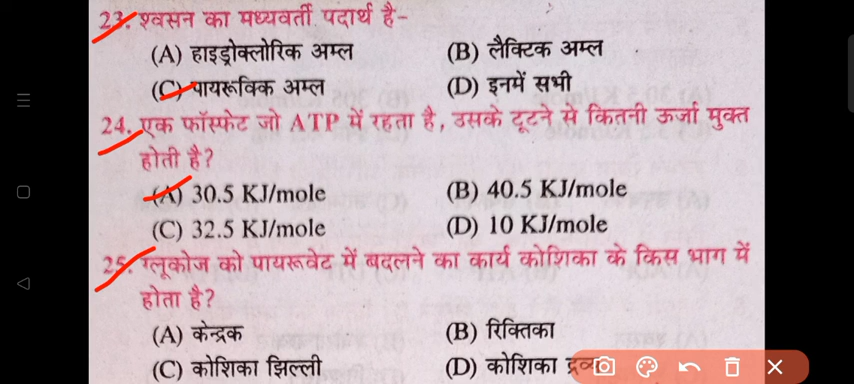 23. श्वसन का मध्यवर्ती पदार्थ है-
(A) हाइड्रोक्लोरिक अम्ल (B) लैक्टिक अम्ल
(C) पायरूविक अम्ल (D) इनमें सभी
24. एक फॉस्फेट जो ATP में रहता है, उसके टूटने से कितनी ऊर्जा मुक्त
होती है?
(A) 30.5 KJ/mole (B) 40.5 KJ/mole
(C) 32.5 KJ/mole (D) 10 KJ/mole
25. ग्लूकोज को पायरूवेट में बदलने का कार्य कोशिका के किस भाग में
होता है?
(A) केन्द्रक (B) रिक्तिका
(C) कोशिका झिल्ली (D) कोशिका